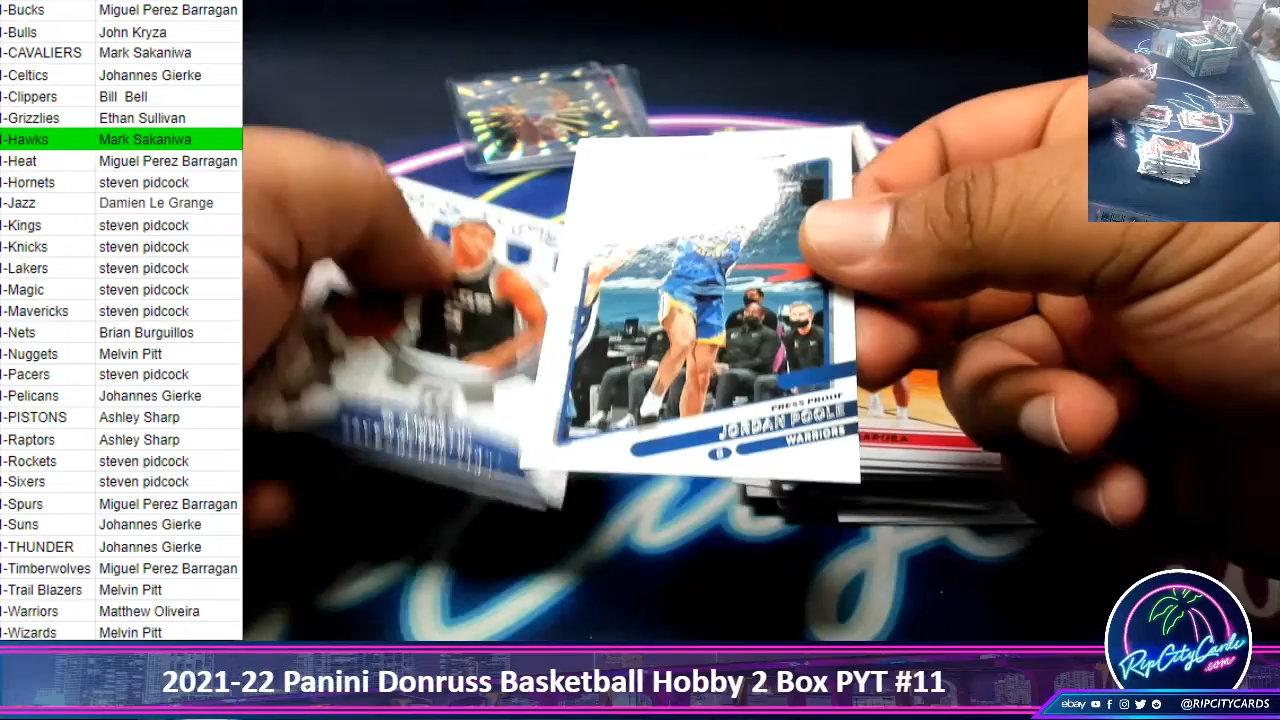 I-Bucks Miguel Perez Barragan
I-Bulls John Kryza
I-CAVALIERS Mark Sakaniwa
I-Celtics Johannes Gierke
I-Clippers Bill Bell
I-Grizzlies Ethan Sullivan
I-Hawks Mark Sakaniwa
I-Heat Miguel Perez Barragan
I-Hornets steven pidcock
I-Jazz Damien Le Grange
I-Kings steven pidcock
I-Knicks steven pidcock
I-Lakers steven pidcock
I-Magic steven pidcock
I-Mavericks steven pidcock
I-Nets Brian Burguillos
I-Nuggets Melvin Pitt
I-Pacers steven pidcock
I-Pelicans Johannes Gierke
I-PISTONS Ashley Sharp
I-Raptors Ashley Sharp
I-Rockets steven pidcock
I-Sixers steven pidcock
I-Spurs Miguel Perez Barragan
I-Suns Johannes Gierke
I-THUNDER Johannes Gierke
I-Timberwolves Miguel Perez Barragan
I-Trail Blazers Melvin Pitt
I-Warriors Matthew Oliveira
I-Wizards Melvin Pitt
PRESS PROOF
JORDAN POOLE
WARRIORS
RipCityCards
.com
2021-22 Panini Donruss Basketball Hobby 2 Box PYT #11
ebay @RIPCITYCARDS